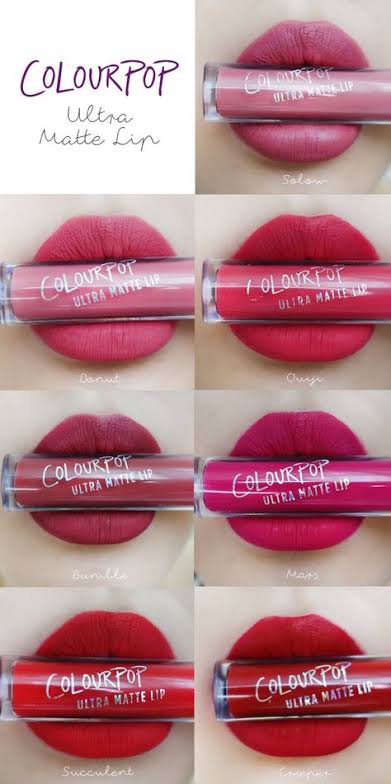 COLOURPOP
Ultra
Matte Lip
COLOURPOP
ULTRA MATTE LIP
Solow
COLOURPOP
ULTRA MATTE LIP
Donut
COLOURPOP
ULTRA MATTE LIP
Ouiji
COLOURPOP
ULTRA MATTE LIP
Bumble
COLOURPOP
ULTRA MATTE LIP
Mars
COLOURPOP
ULTRA MATTE LIP
Succulent
COLOURPOP
ULTRA MATTE LIP
Creeper